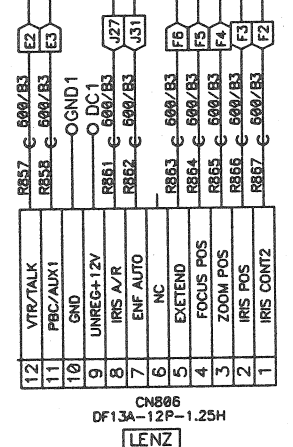 E2
E3
J27
J31
F6
F5
F4
F3
F2
R857 600/B3
R858 600/B3
GND1
DC1
R861 600/B3
R862 600/B3
R863 600/B3
R864 600/B3
R865 600/B3
R866 600/B3
R867 600/B3
VTR/TALK
PBC/AUX1
GND
UNREG+12V
IRIS A/R
ENF AUTO
NC
EXETEND
FOCUS POS
ZOOM POS
IRIS POS
IRIS CONT2
12
11
10
9
8
7
6
5
4
3
2
1
CN806
DF13A-12P-1.25H
LENZ